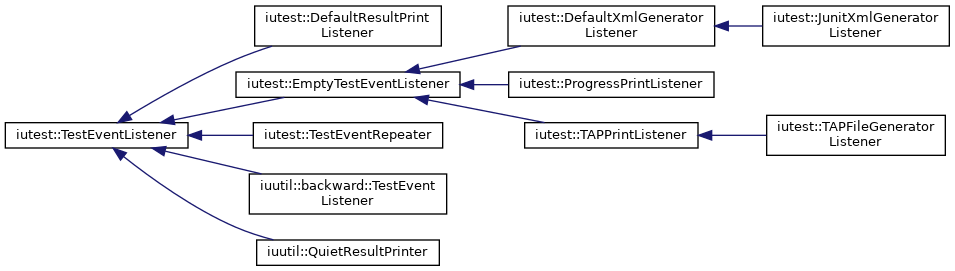 iutest::DefaultResultPrint
Listener
iutest::DefaultXmlGenerator
Listener
iutest::JunitXmlGenerator
Listener
iutest::EmptyTestEventListener
iutest::ProgressPrintListener
iutest::TestEventListener
iutest::TestEventRepeater
iutest::TAPPrintListener
iutest::TAPFileGenerator
Listener
iuutil::backward::TestEvent
Listener
iuutil::QuietResultPrinter